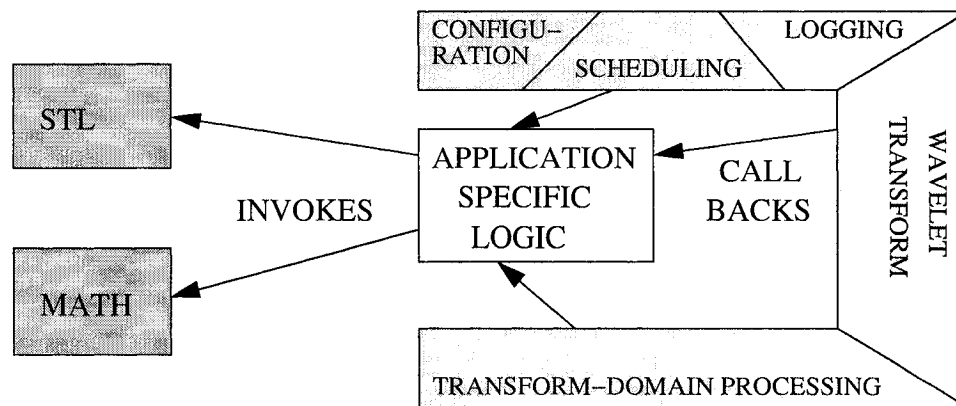 CONFIGU–
RATION
SCHEDULING
LOGGING
STL
APPLICATION
SPECIFIC
LOGIC
INVOKES
CALL
BACKS
WAVELET
TRANSFORM
MATH
TRANSFORM–DOMAIN PROCESSING